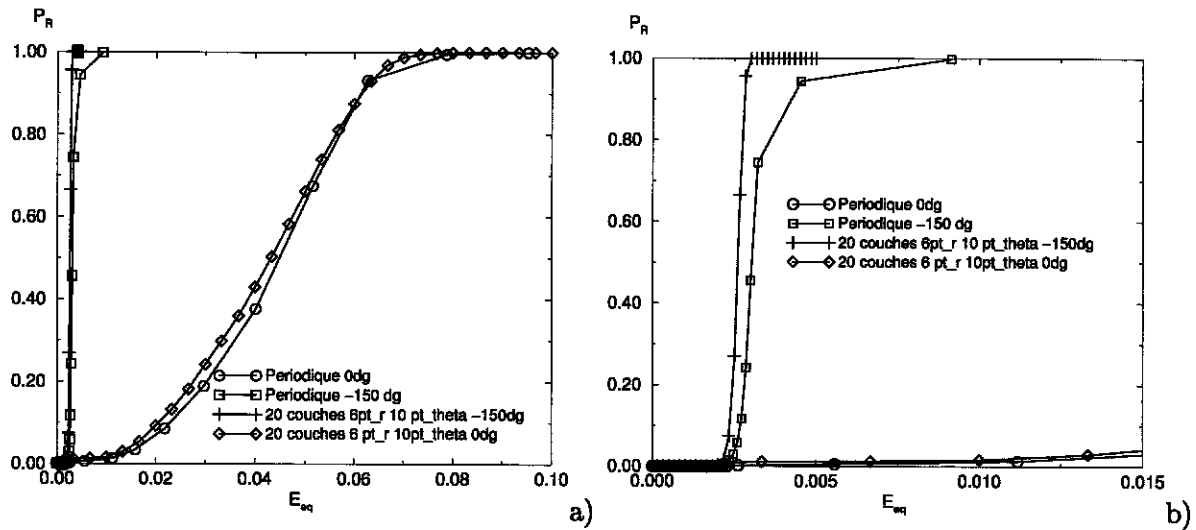 P_R
1.00
0.80
0.60
0.40
0.20
0.00
Periodique 0dg
Periodique −150 dg
20 couches 6pt_r 10 pt_theta −150dg
20 couches 6 pt_r 10pt_theta 0dg
0.00 0.02 0.04 0.06 0.08 0.10
E_eq
a)
P_R
1.00
0.80
0.60
0.40
0.20
0.00
Periodique 0dg
Periodique −150 dg
20 couches 6pt_r 10 pt_theta −150dg
20 couches 6 pt_r 10pt_theta 0dg
0.000 0.005 0.010 0.015
E_eq
b)